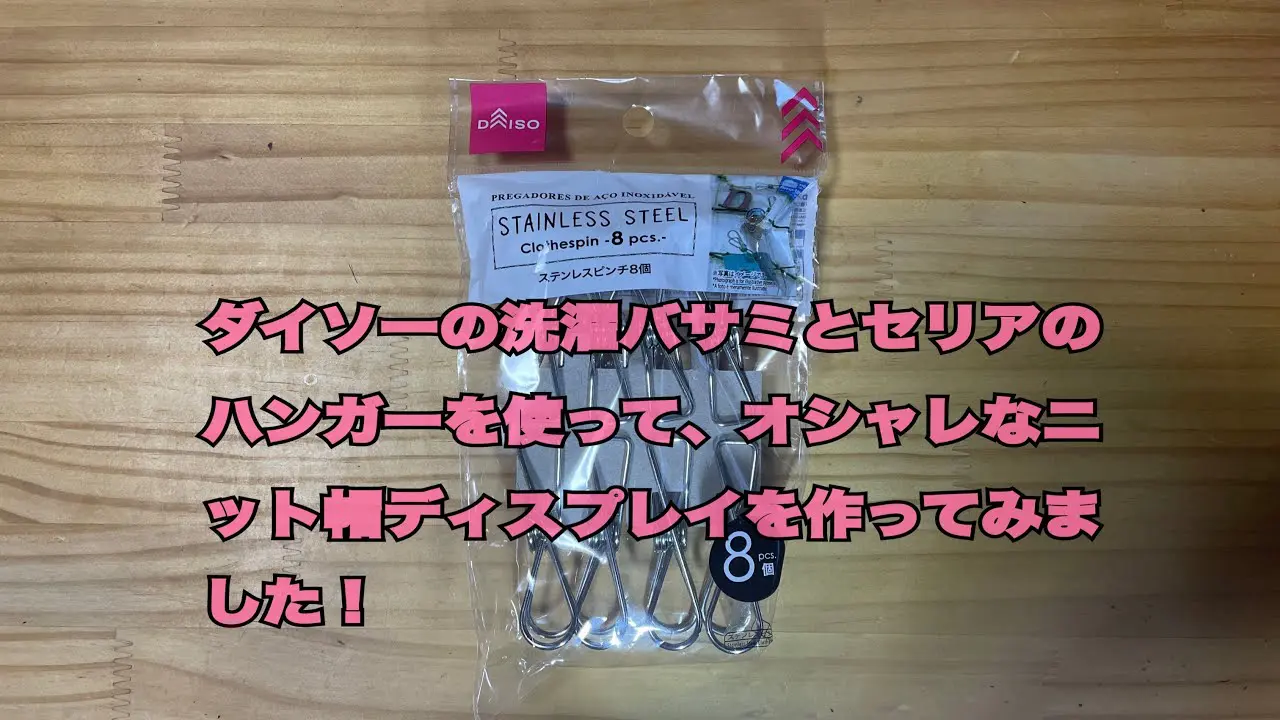 DAISO
PREGADORES DE AÇO INOXIDÁVEL
STAINLESS STEEL
Clothespin -8 pcs.-
ステンレスピンチ8個
ダイソーの洗濯バサミとセリアの
ハンガーを使って、オシャレなニ
ット帽ディスプレイを作ってみま
した！
8 pcs.
個